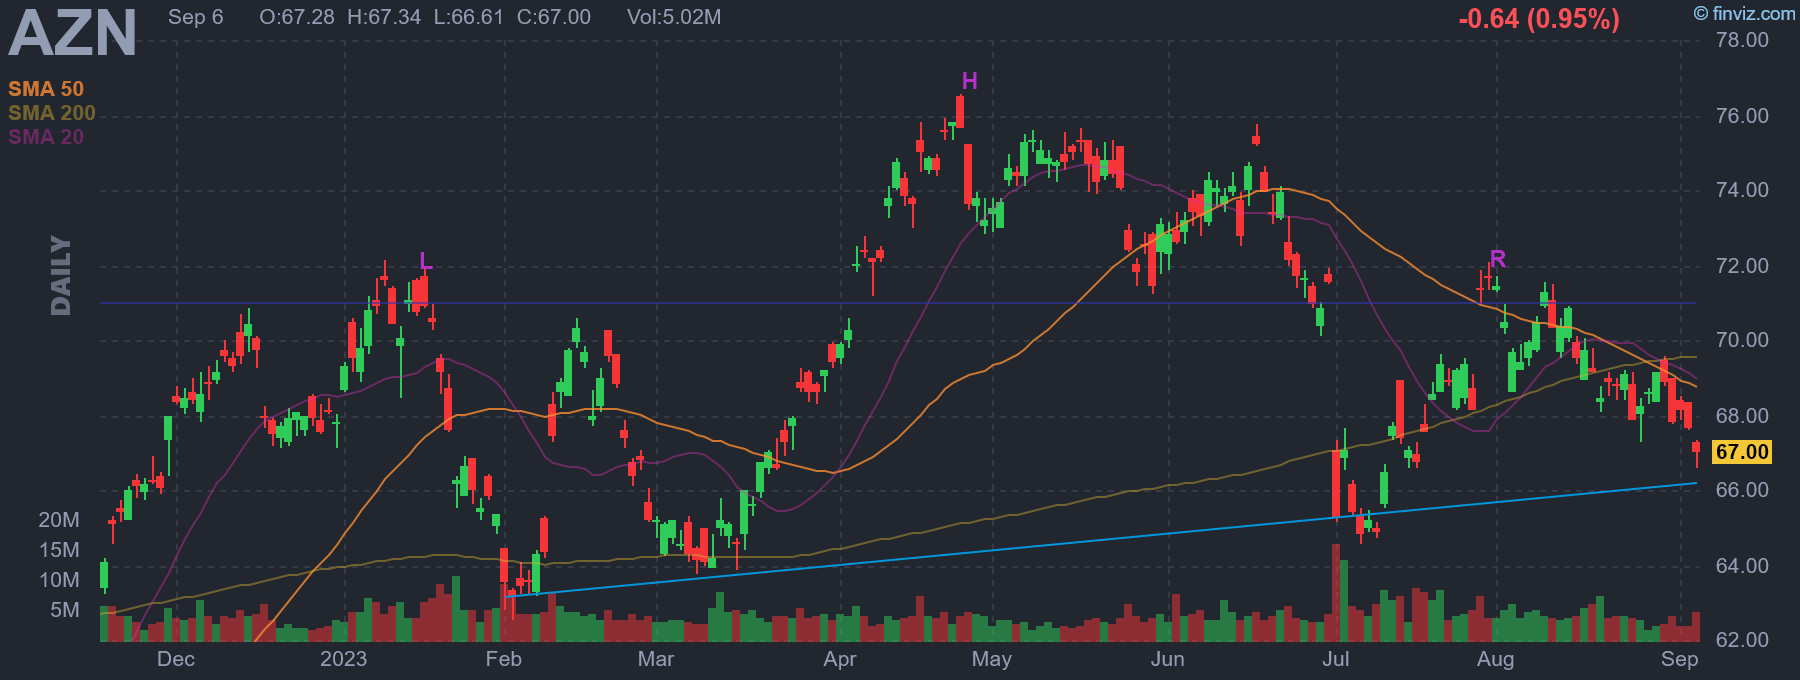 AZN
Sep 6 O:67.28 H:67.34 L:66.61 C:67.00 Vol:5.02M
-0.64 (0.95%)
© finviz.com
SMA 50
SMA 200
SMA 20
DAILY
L
H
R
78.00
76.00
74.00
72.00
70.00
68.00
67.00
66.00
64.00
62.00
20M
15M
10M
5M
Dec 2023 Feb Mar Apr May Jun Jul Aug Sep